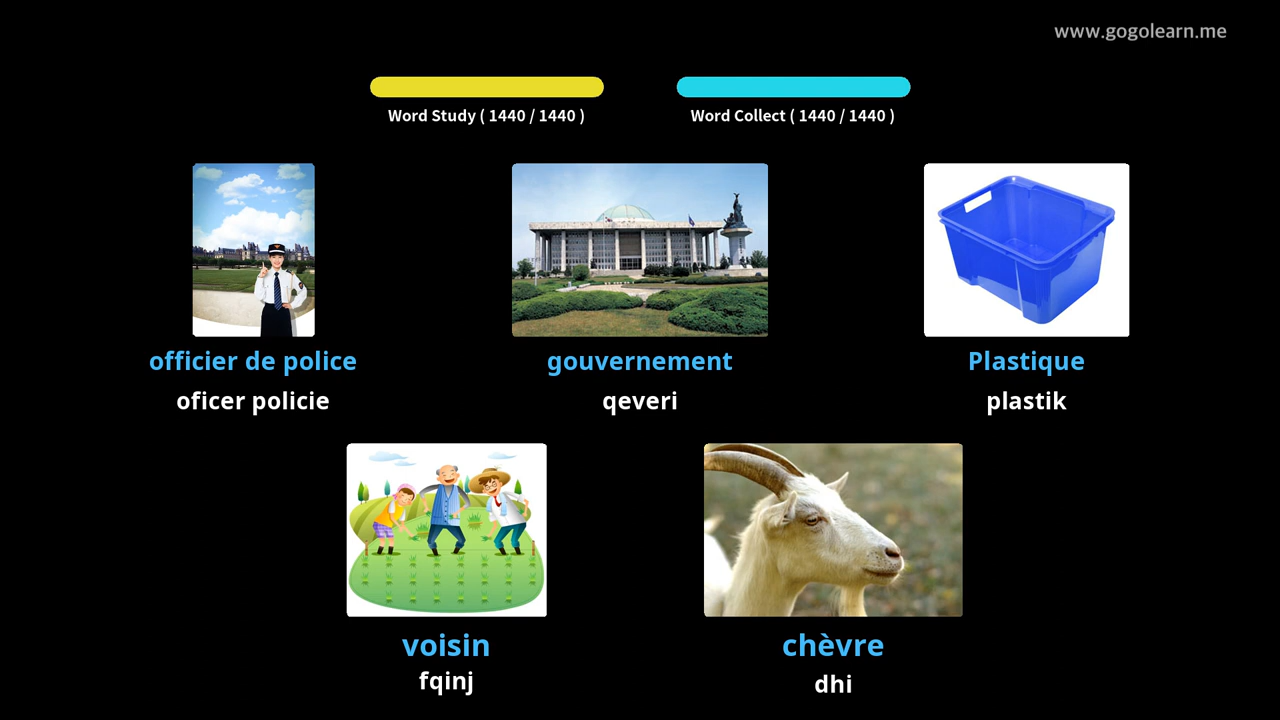 www.gogolearn.me
Word Study ( 1440 / 1440 )
Word Collect ( 1440 / 1440 )
officier de police
gouvernement
Plastique
oficer policie
qeveri
plastik
voisin
chèvre
fqinj
dhi